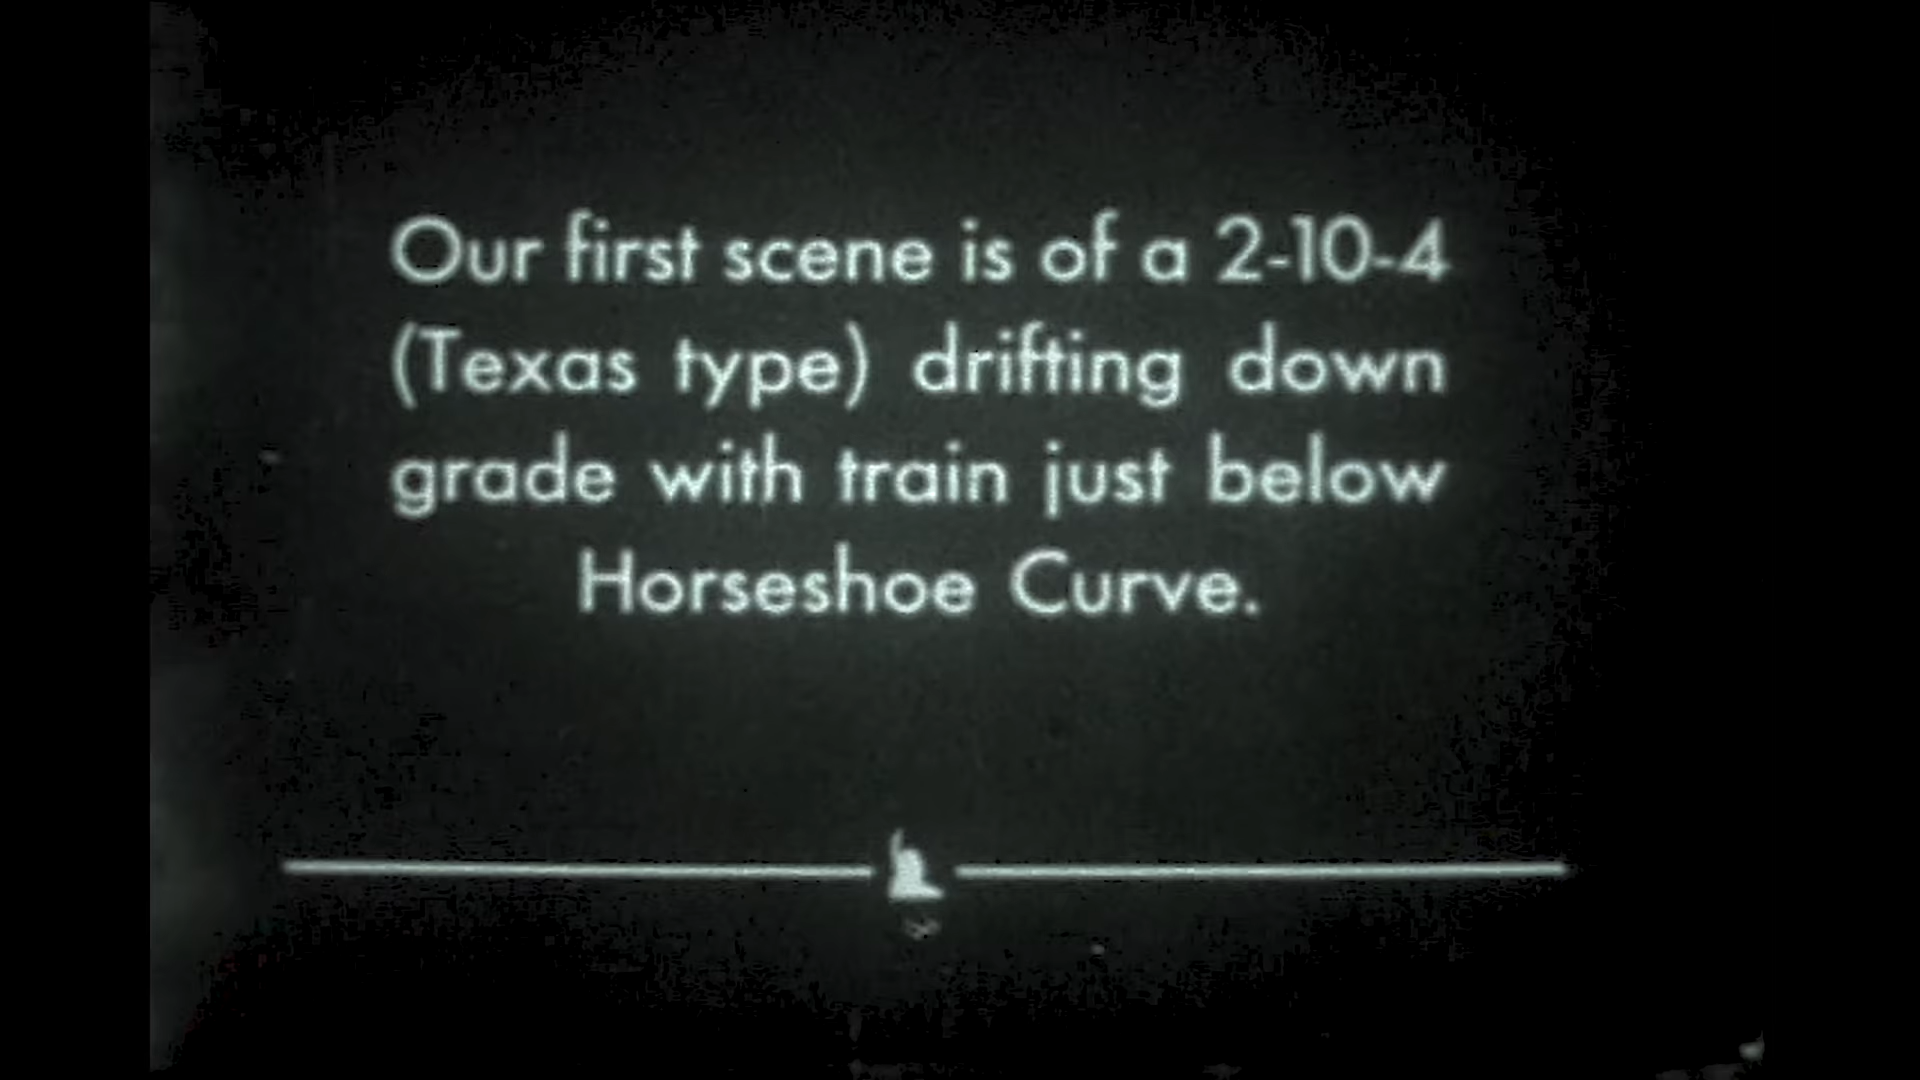 Our first scene is of a 2-10-4
(Texas type) drifting down
grade with train just below
Horseshoe Curve.